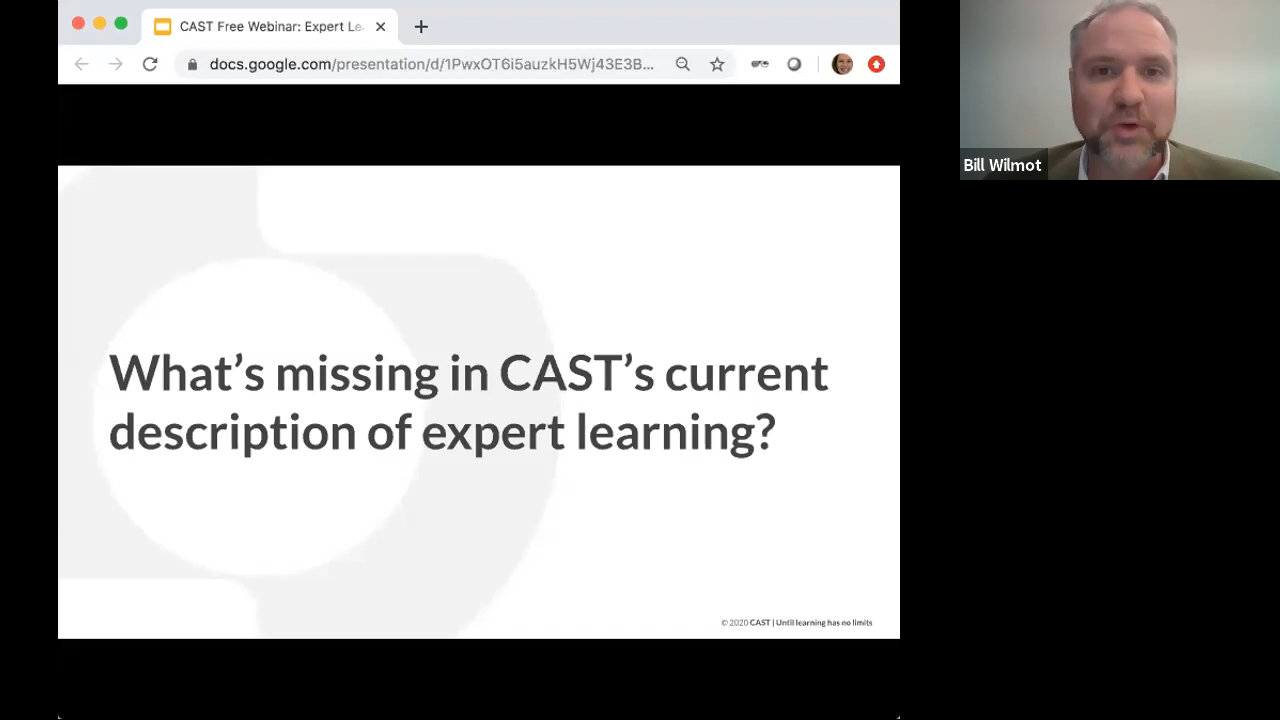 CAST Free Webinar: Expert Le
docs.google.com/presentation/d/1PwxOT6i5auzkH5Wj43E3B...
Bill Wilmot
What's missing in CAST's current
description of expert learning?
© 2020 CAST | Until learning has no limits